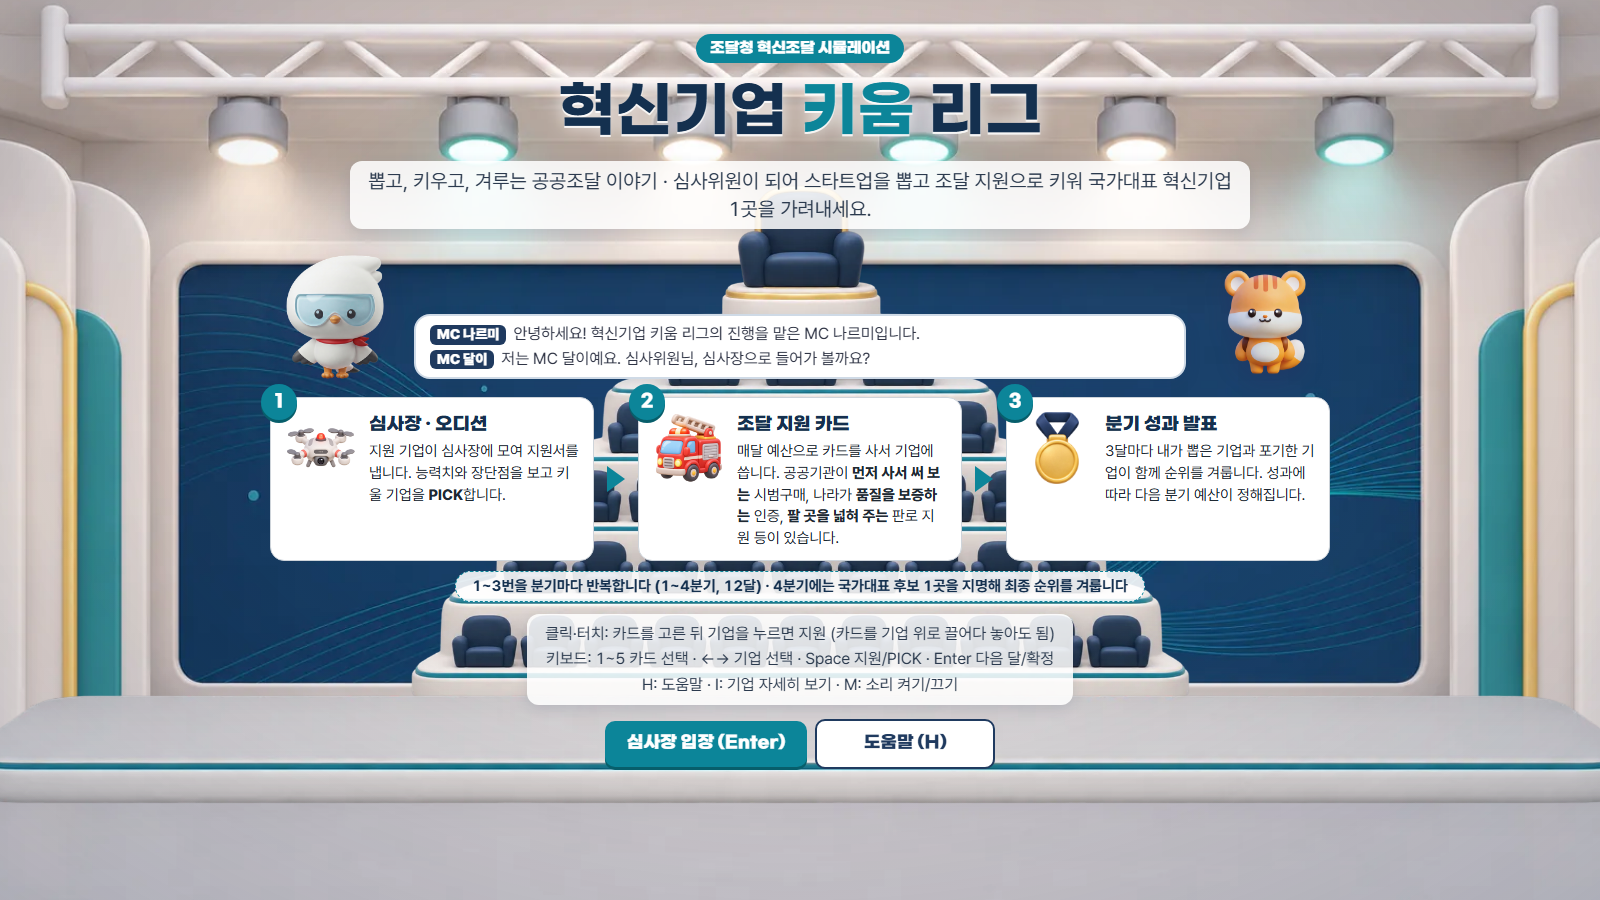 조달청 혁신조달 시뮬레이션
혁신기업 키움 리그
뽑고, 키우고, 겨루는 공공조달 이야기 · 심사위원이 되어 스타트업을 뽑고 조달 지원으로 키워 국가대표 혁신기업
1곳을 가려내세요.
MC 나르미 안녕하세요! 혁신기업 키움 리그의 진행을 맡은 MC 나르미입니다.
MC 달이 저는 MC 달이예요. 심사위원님, 심사장으로 들어가 볼까요?
1
심사장 · 오디션
지원 기업이 심사장에 모여 지원서를
냅니다. 능력치와 장단점을 보고 키
울 기업을 PICK합니다.
2
조달 지원 카드
매달 예산으로 카드를 사서 기업에
씁니다. 공공기관이 먼저 사서 써 보
는 시범구매, 나라가 품질을 보증하
는 인증, 팔 곳을 넓혀 주는 판로 지
원 등이 있습니다.
3
분기 성과 발표
3달마다 내가 뽑은 기업과 포기한 기
업이 함께 순위를 겨룹니다. 성과에
따라 다음 분기 예산이 정해집니다.
1~3번을 분기마다 반복합니다 (1~4분기, 12달) · 4분기에는 국가대표 후보 1곳을 지명해 최종 순위를 겨룹니다
클릭·터치: 카드를 고른 뒤 기업을 누르면 지원 (카드를 기업 위로 끌어다 놓아도 됨)
키보드: 1~5 카드 선택 · ←→ 기업 선택 · Space 지원/PICK · Enter 다음 달/확정
H: 도움말 · I: 기업 자세히 보기 · M: 소리 켜기/끄기
심사장 입장 (Enter)
도움말 (H)